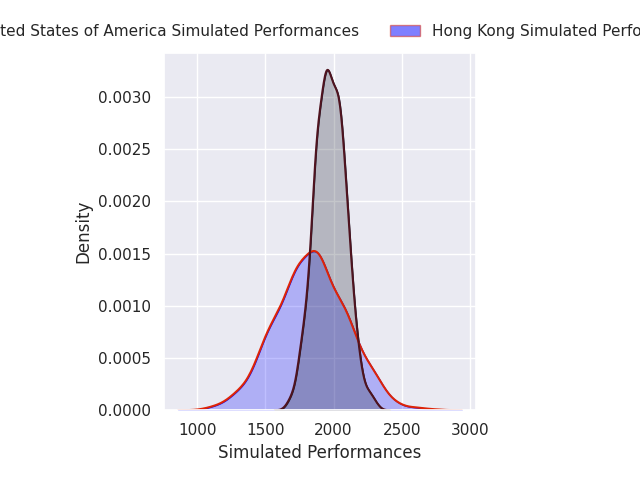 ted States of America Simulated Performances Hong Kong Simulated Perfo
0.0030
0.0025
0.0020
0.0015
0.0010
0.0005
0.0000
Density
1000 1500 2000 2500 3000
Simulated Performances